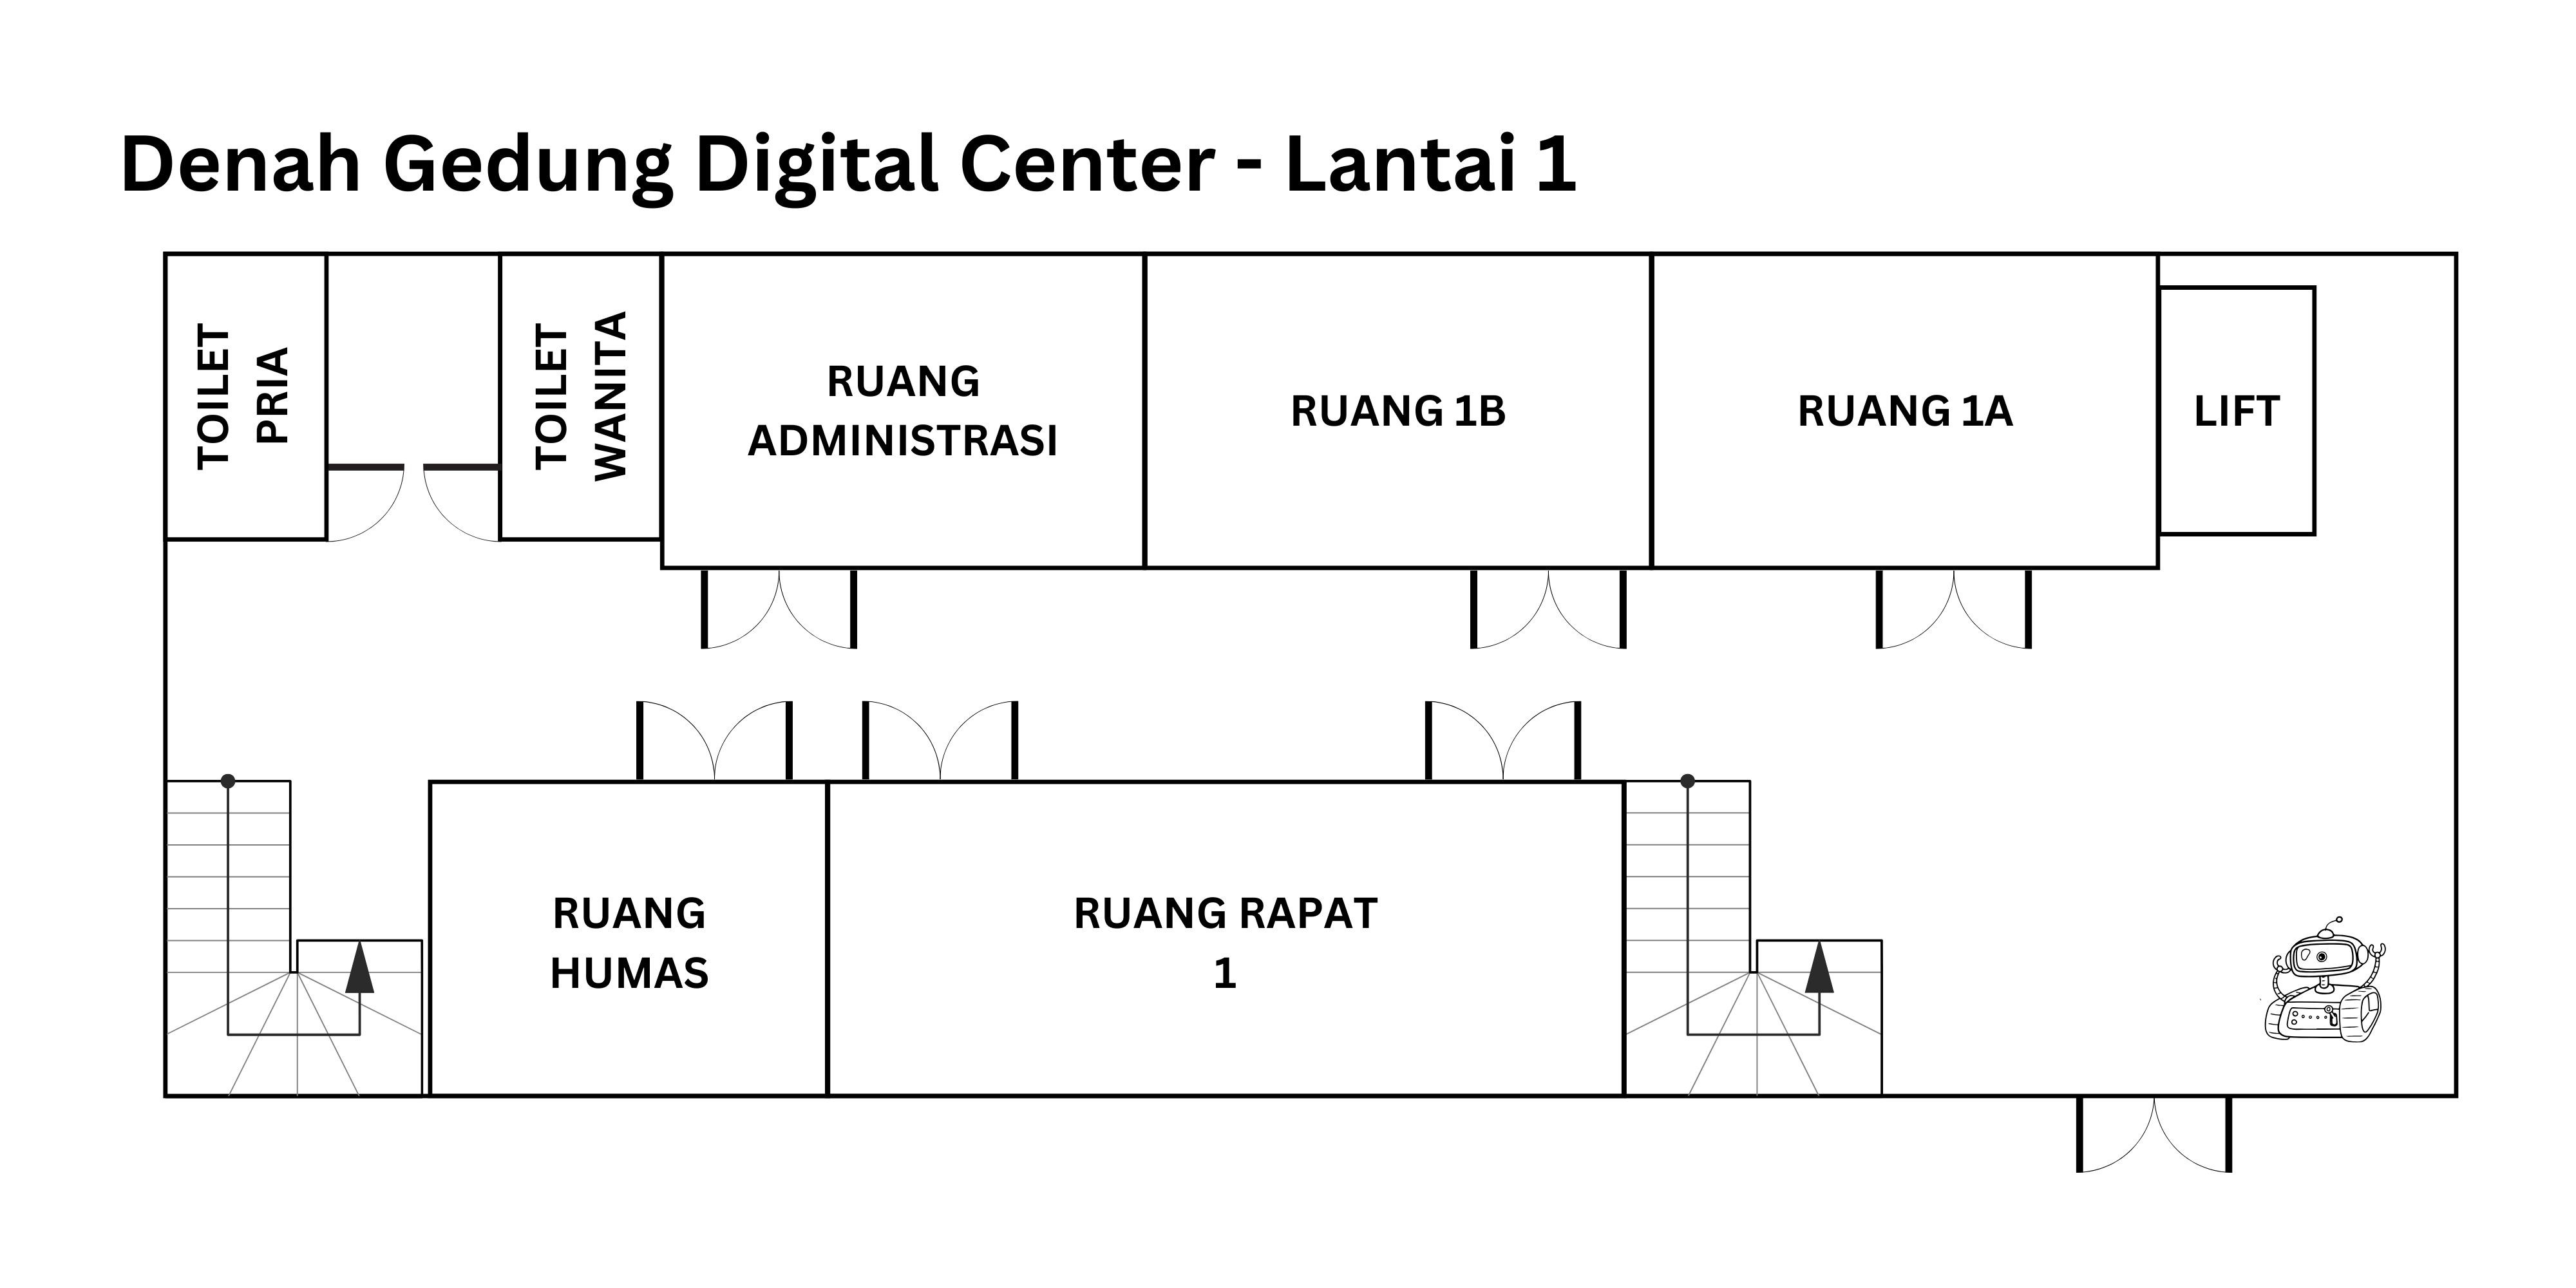 Denah Gedung Digital Center - Lantai 1
TOILET
PRIA
TOILET
WANITA
RUANG
ADMINISTRASI
RUANG 1B
RUANG 1A
LIFT
RUANG
HUMAS
RUANG RAPAT
1